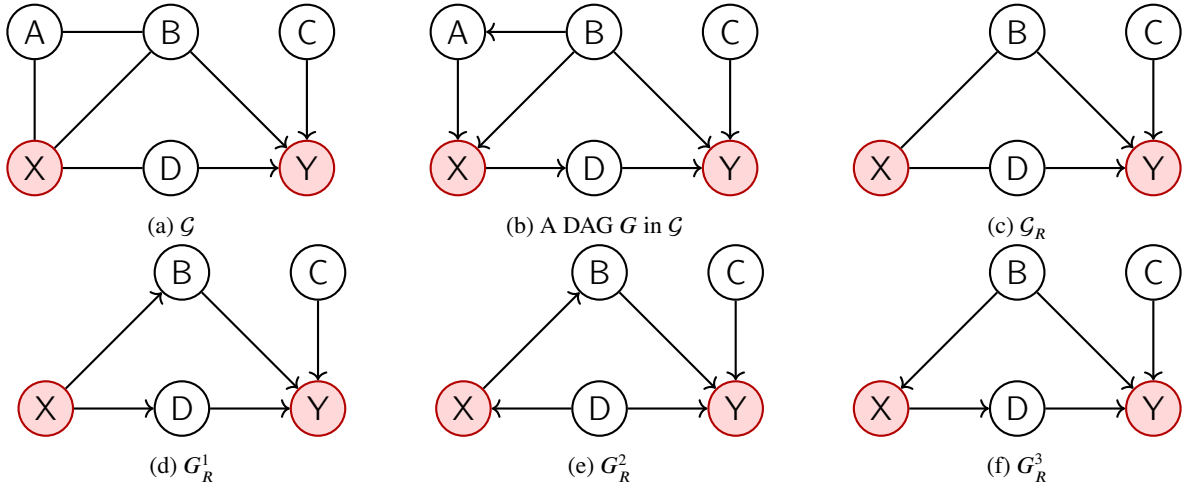 A B C A B C B C
X D Y X D Y X D Y
(a) 𝒢 (b) A DAG G in 𝒢 (c) 𝒢_R
B C B C B C
X D Y X D Y X D Y
(d) G_R^1 (e) G_R^2 (f) G_R^3